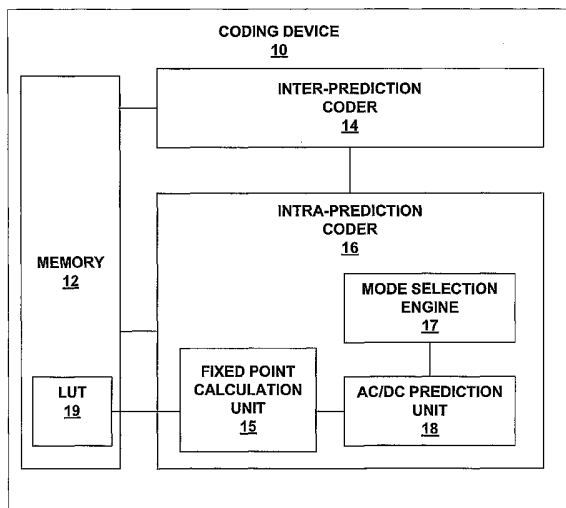 CODING DEVICE
10
INTER-PREDICTION
CODER
14
INTRA-PREDICTION
CODER
16
MEMORY
12
MODE SELECTION
ENGINE
17
FIXED POINT
CALCULATION
UNIT
15
AC/DC PREDICTION
UNIT
18
LUT
19